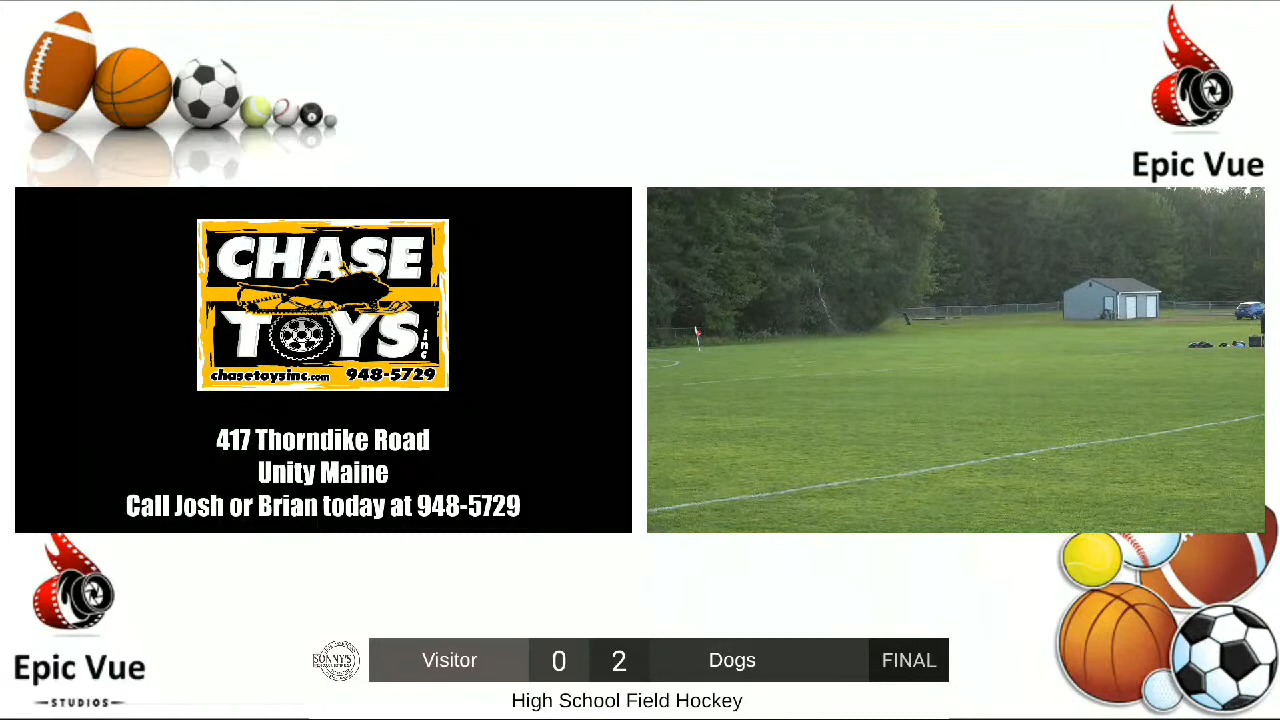 Epic Vue
CHASE
TOYS inc
chasetoysinc.com 948-5729
417 Thorndike Road
Unity Maine
Call Josh or Brian today at 948-5729
Epic Vue
STUDIOS
SONNY'S
Visitor 0 2 Dogs FINAL
High School Field Hockey